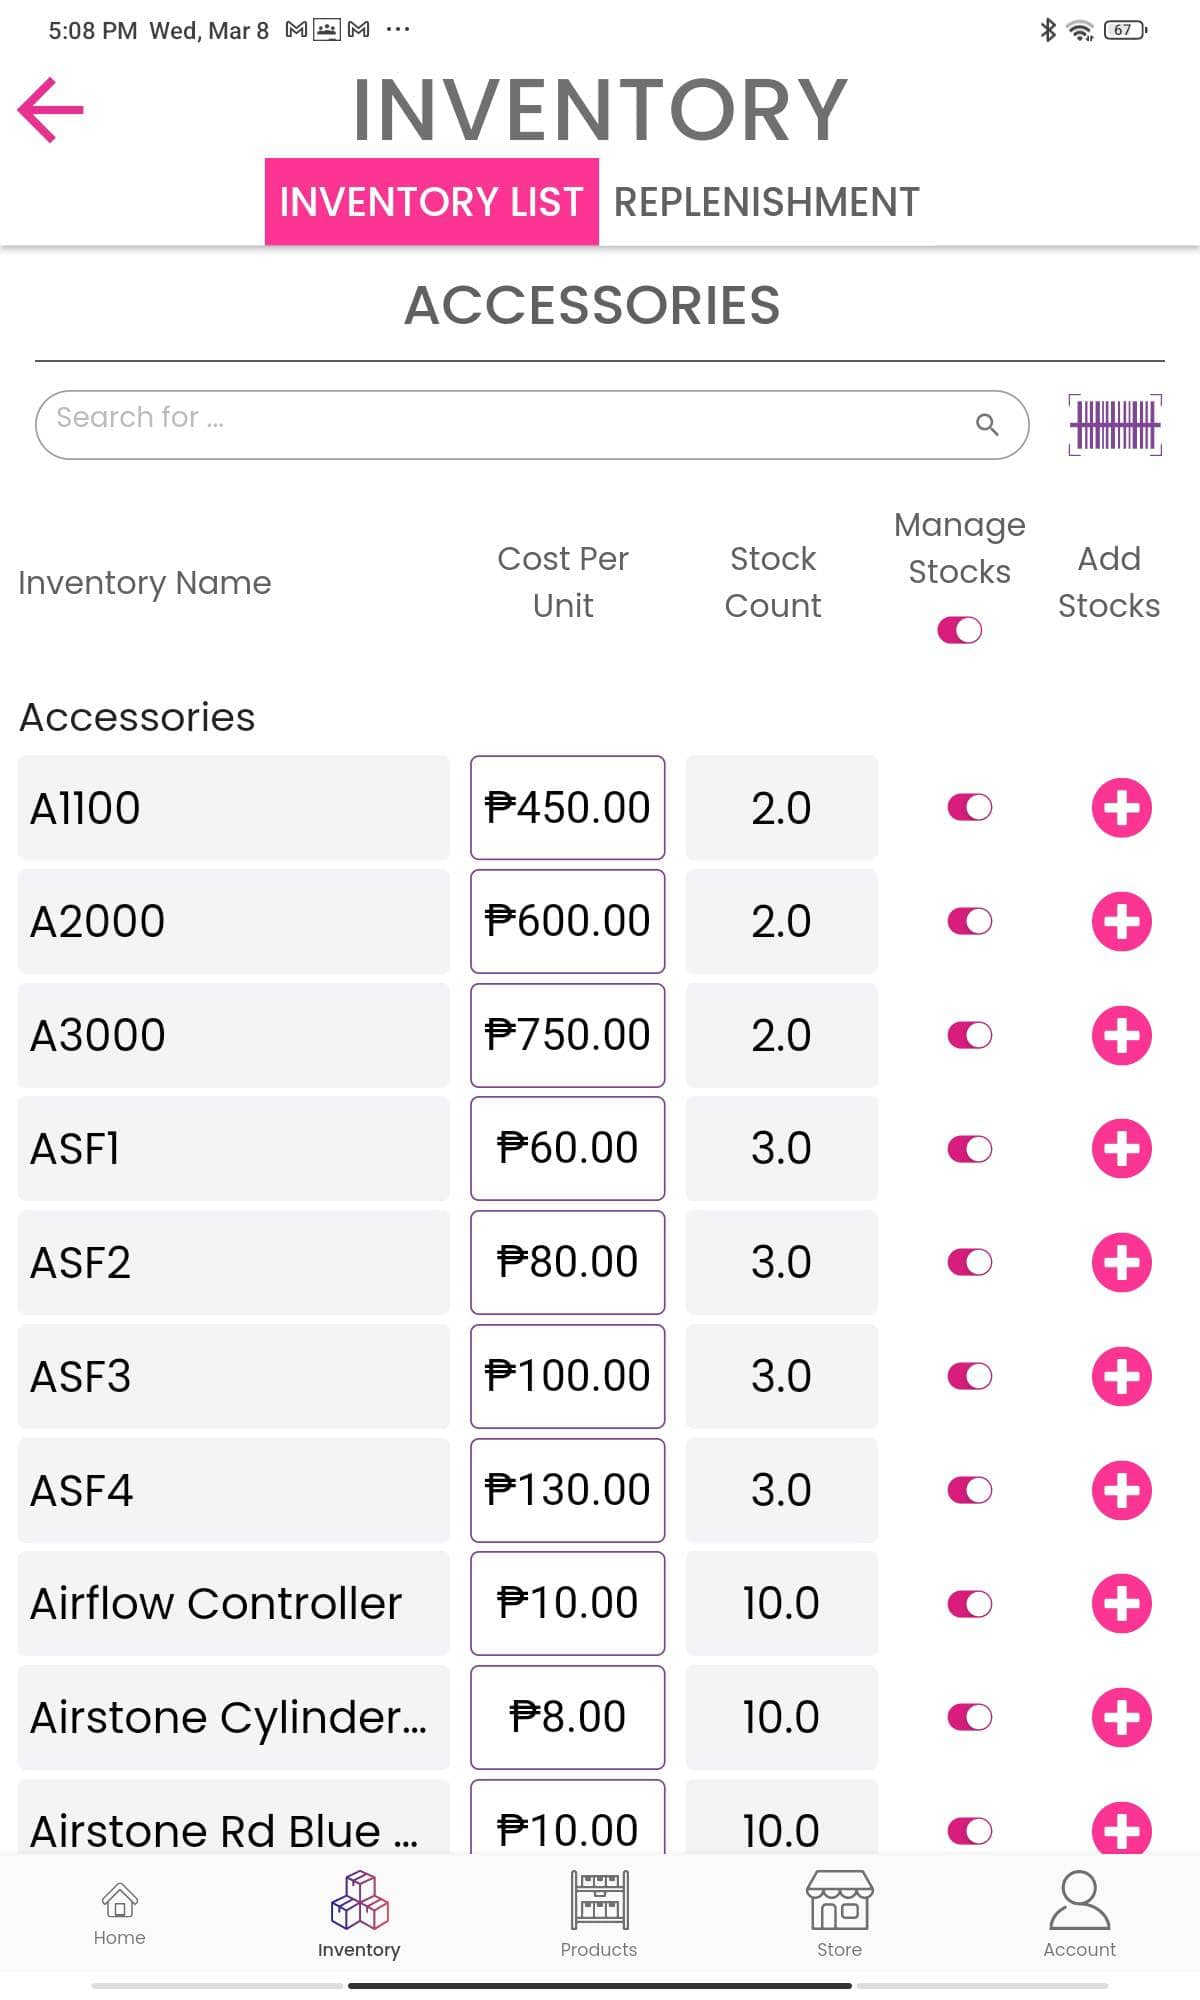 5:08 PM Wed, Mar 8
67
INVENTORY
INVENTORY LIST REPLENISHMENT
ACCESSORIES
Search for ...
Inventory Name
Cost Per
Unit
Stock
Count
Manage
Stocks
Add
Stocks
Accessories
A1100 ₱450.00 2.0
A2000 ₱600.00 2.0
A3000 ₱750.00 2.0
ASF1 ₱60.00 3.0
ASF2 ₱80.00 3.0
ASF3 ₱100.00 3.0
ASF4 ₱130.00 3.0
Airflow Controller ₱10.00 10.0
Airstone Cylinder... ₱8.00 10.0
Airstone Rd Blue ... ₱10.00 10.0
Home Inventory Products Store Account